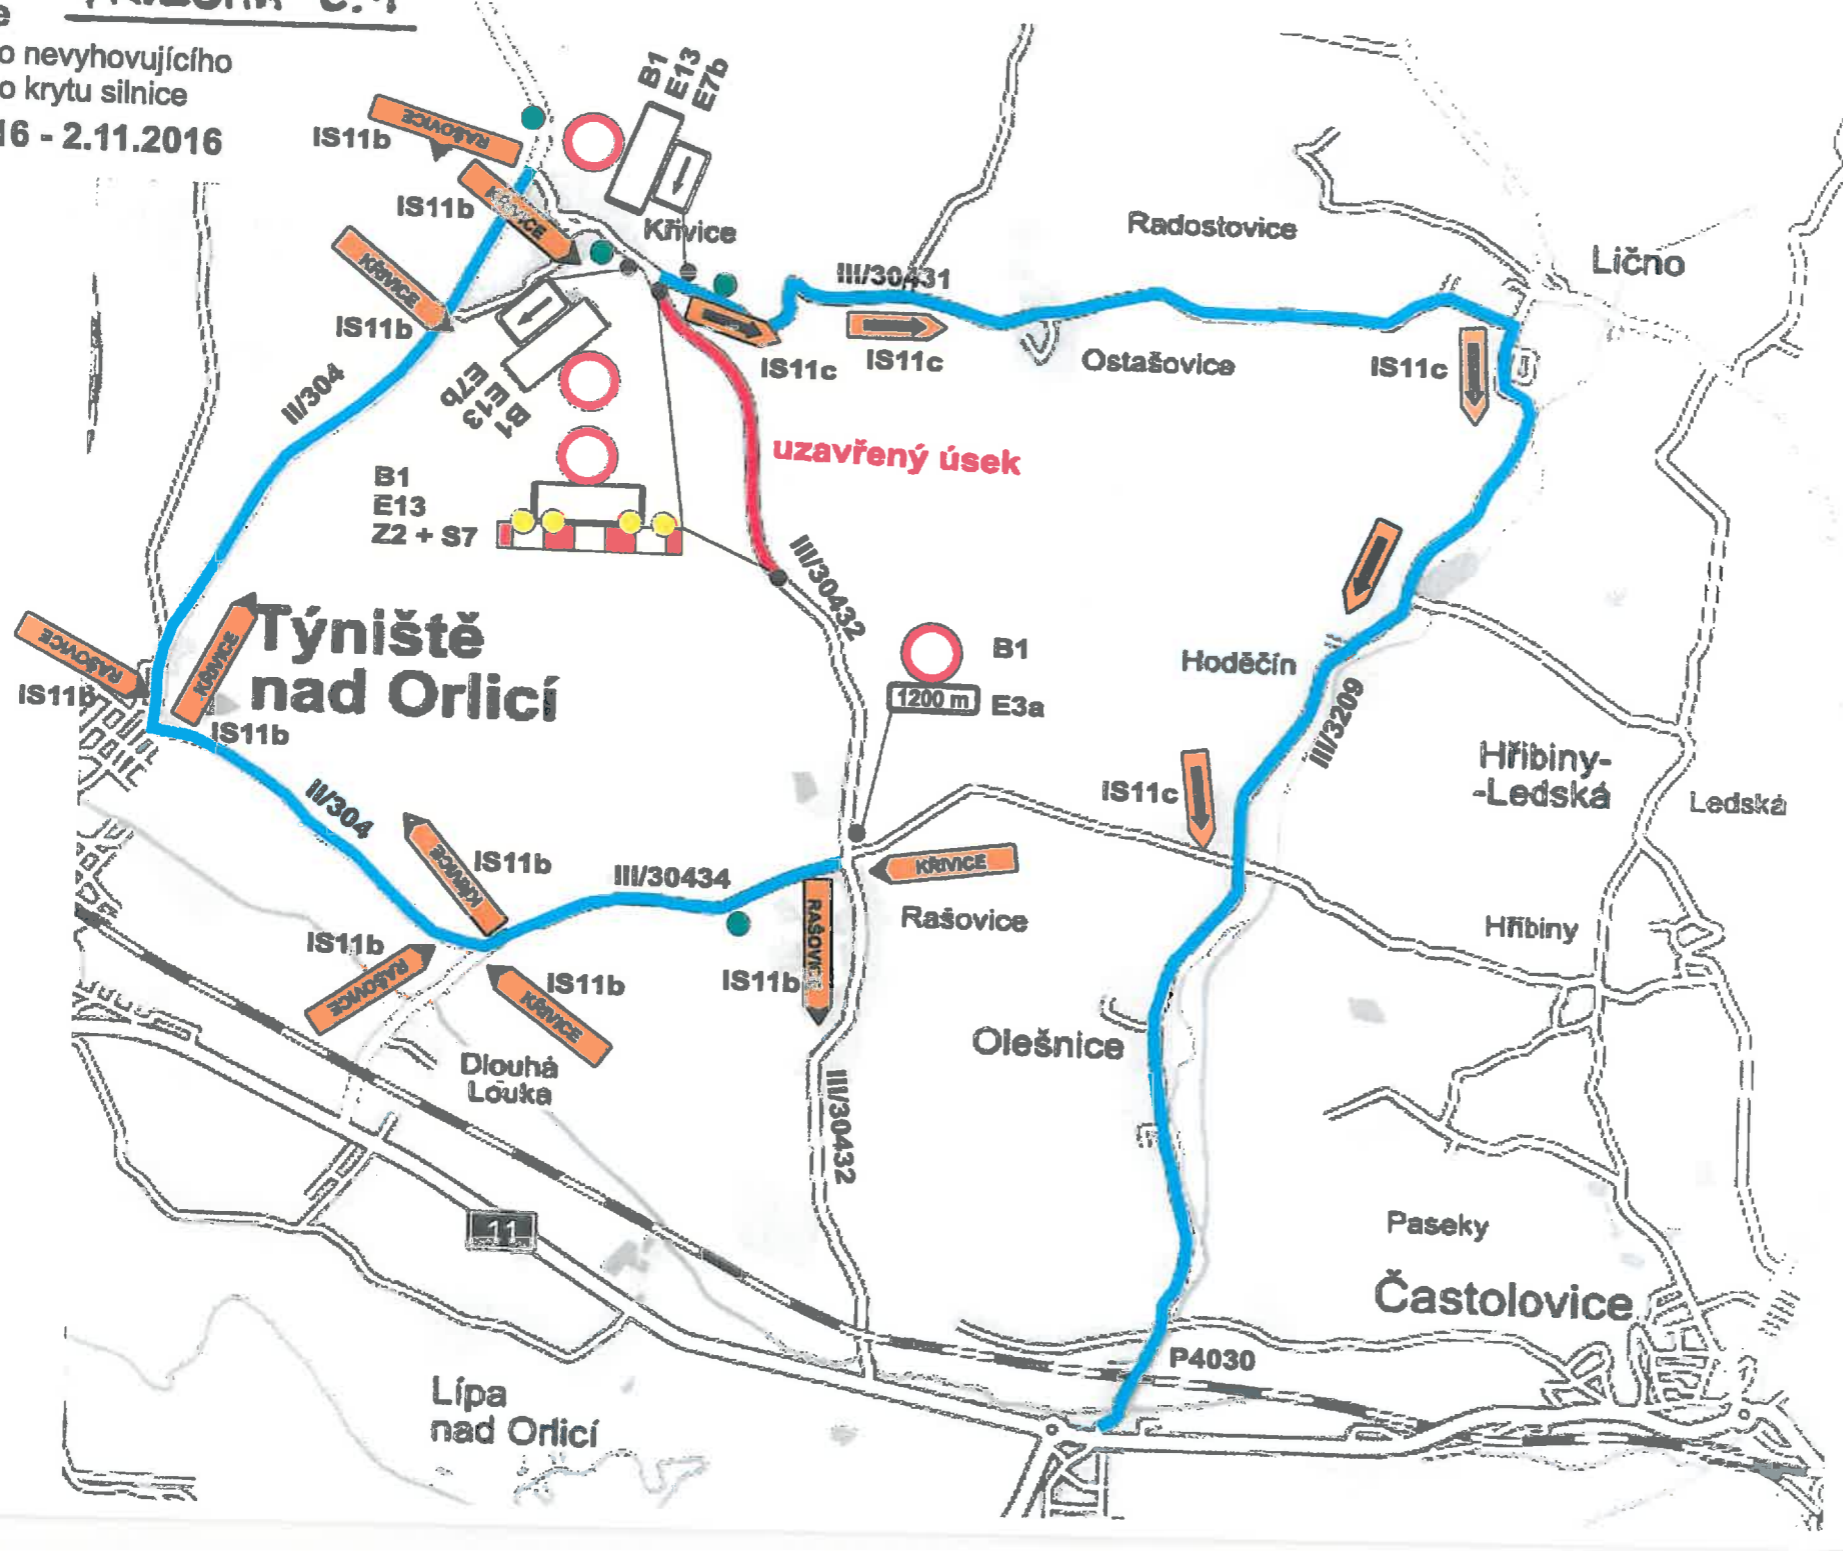 o nevyhovujícího
o krytu silnice
16 - 2.11.2016
B1
E13
E7b
RAŠOVICE
IS11b
KŘIVICE
IS11b
Křivice
KŘIVICE
IS11b
Radostovice
Lično
III/30431
IS11c
IS11c
Ostašovice
IS11c
II/304
B1
E13
E7b
uzavřený úsek
B1
E13
Z2 + S7
III/30432
Týniště
nad Orlicí
RAŠOVICE
IS11b
KŘIVICE
IS11b
B1
1200 m
E3a
Hoděčín
III/3209
Hřibiny-
-Ledská
Ledská
IS11c
II/304
KŘIVICE
IS11b
III/30434
KŘIVICE
Rašovice
RAŠOVICE
IS11b
Hřibiny
IS11b
RAŠOVICE
KŘIVICE
IS11b
Olešnice
Dlouhá
Louka
III/30432
11
Paseky
Častolovice
P4030
Lípa
nad Orlicí